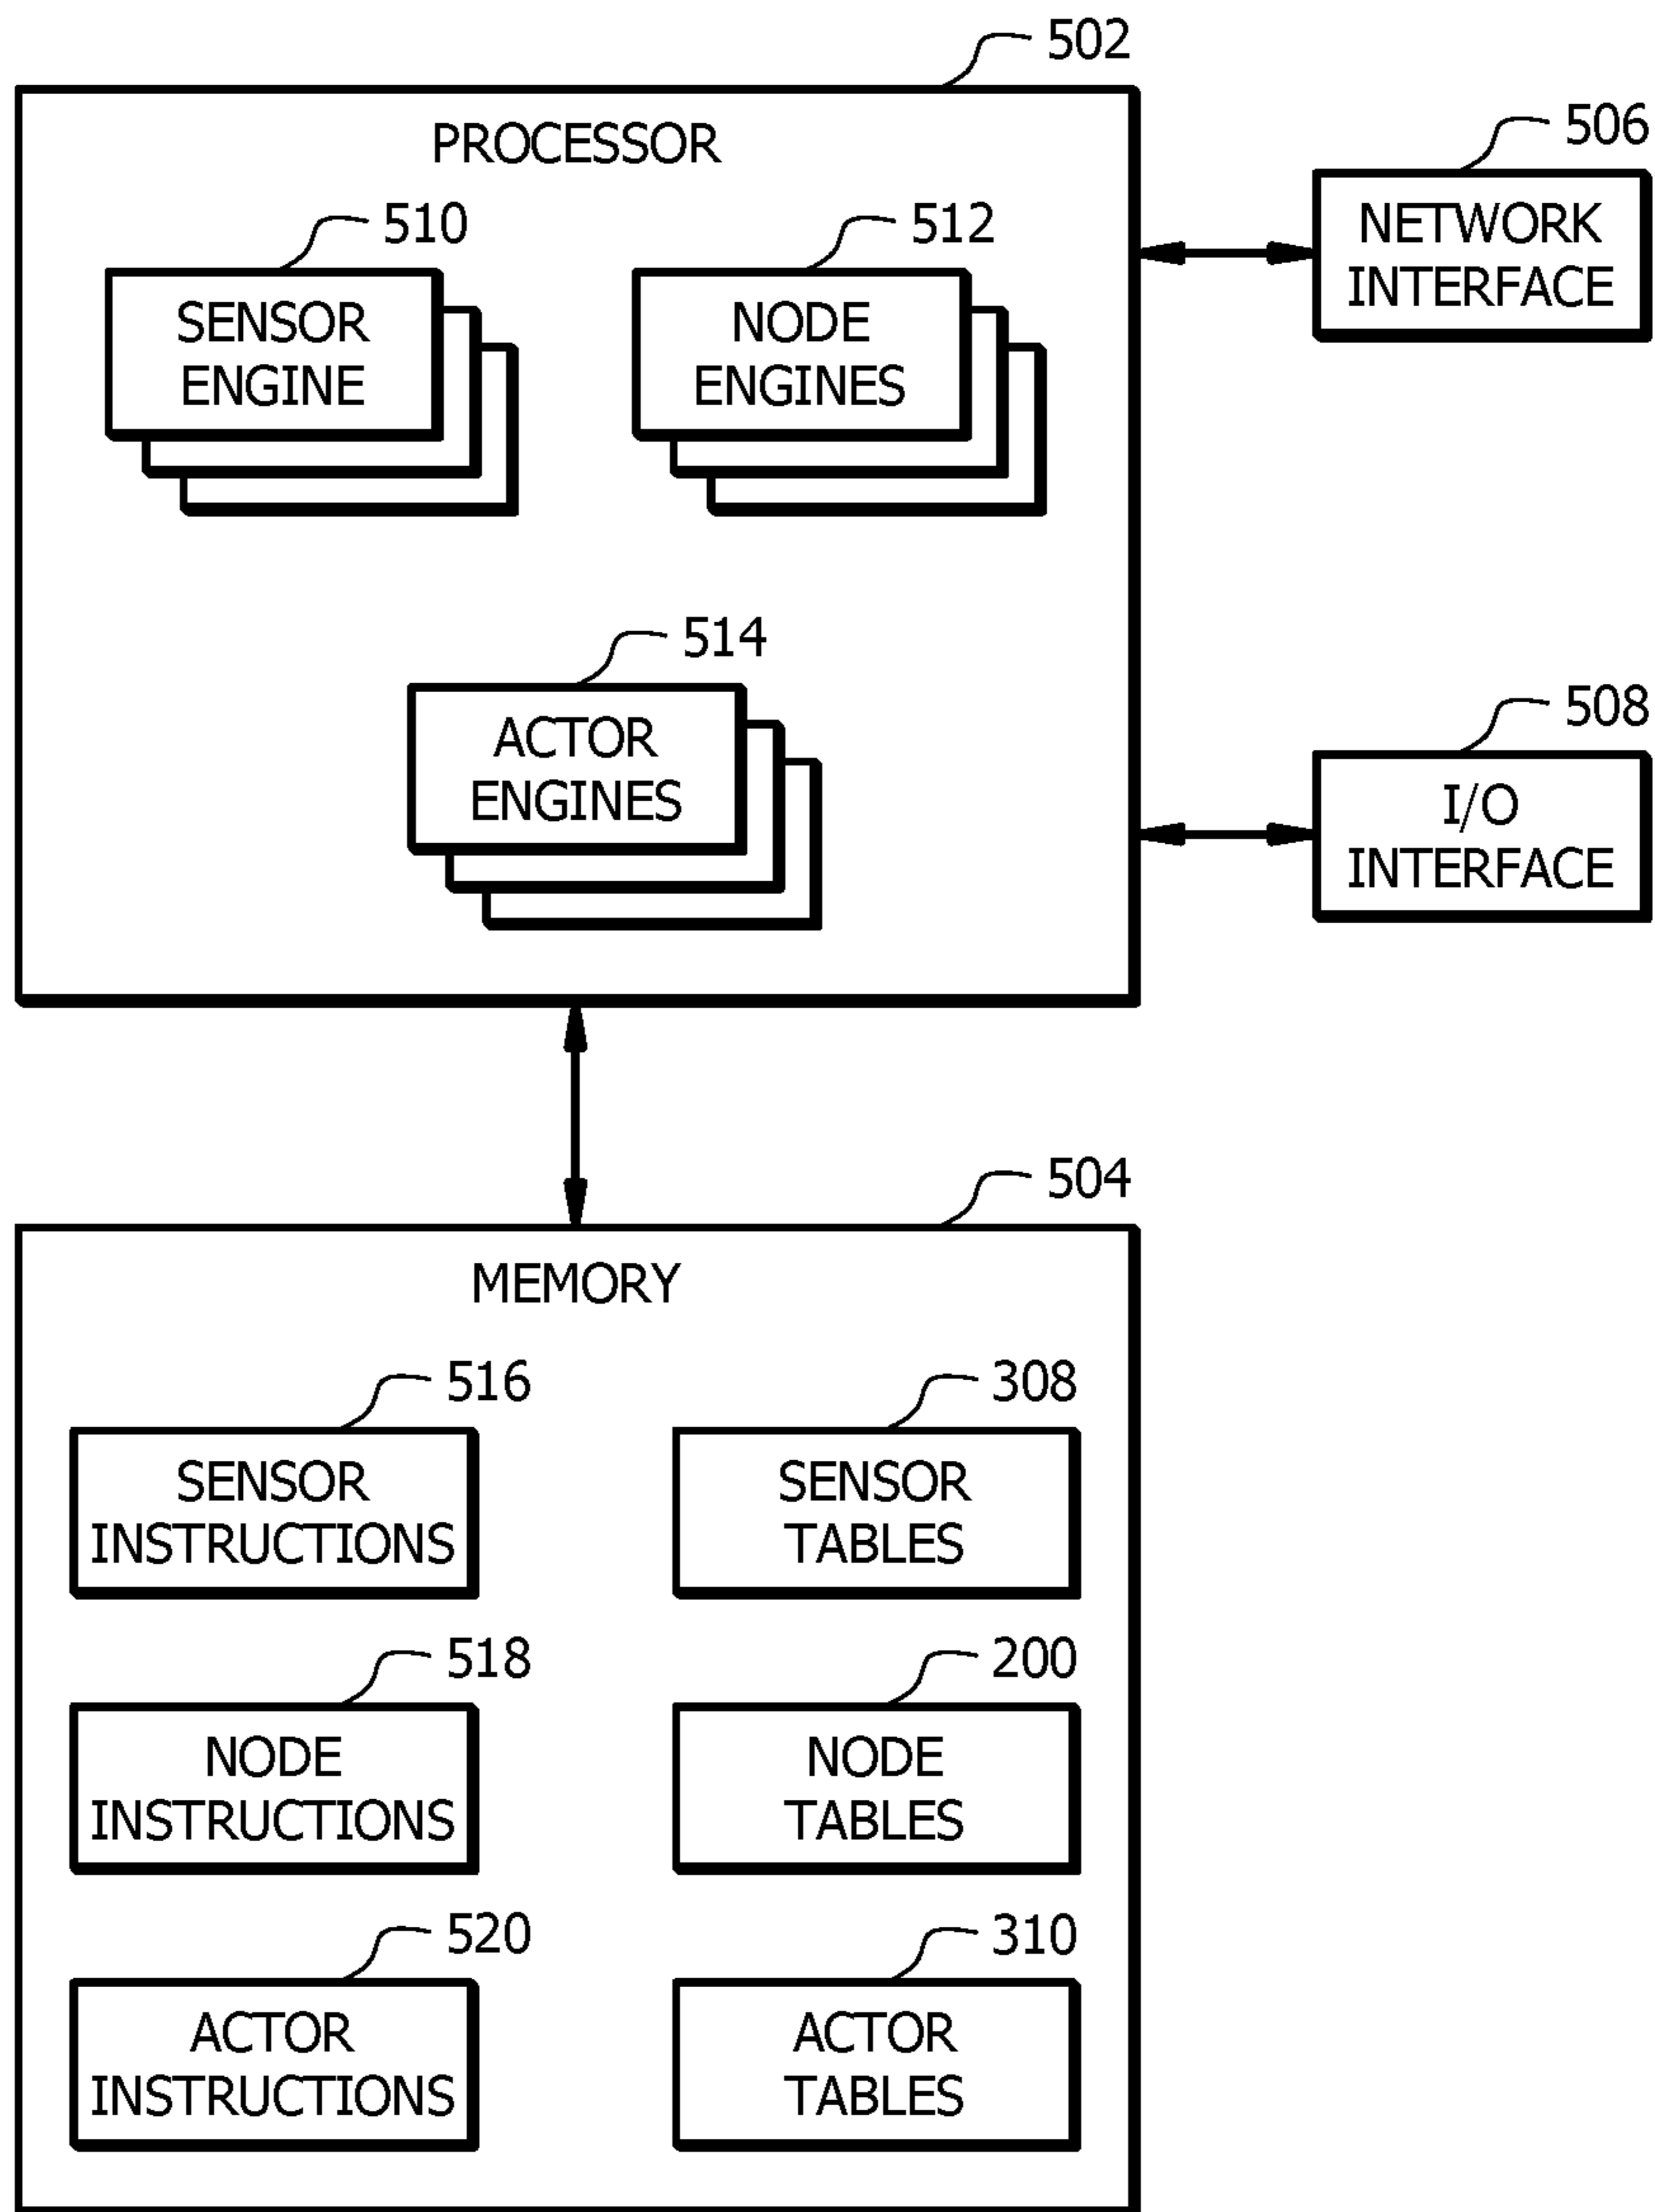 502
PROCESSOR
506
NETWORK
INTERFACE
510
SENSOR
ENGINE
512
NODE
ENGINES
514
ACTOR
ENGINES
508
I/O
INTERFACE
504
MEMORY
516
SENSOR
INSTRUCTIONS
308
SENSOR
TABLES
518
NODE
INSTRUCTIONS
200
NODE
TABLES
520
ACTOR
INSTRUCTIONS
310
ACTOR
TABLES